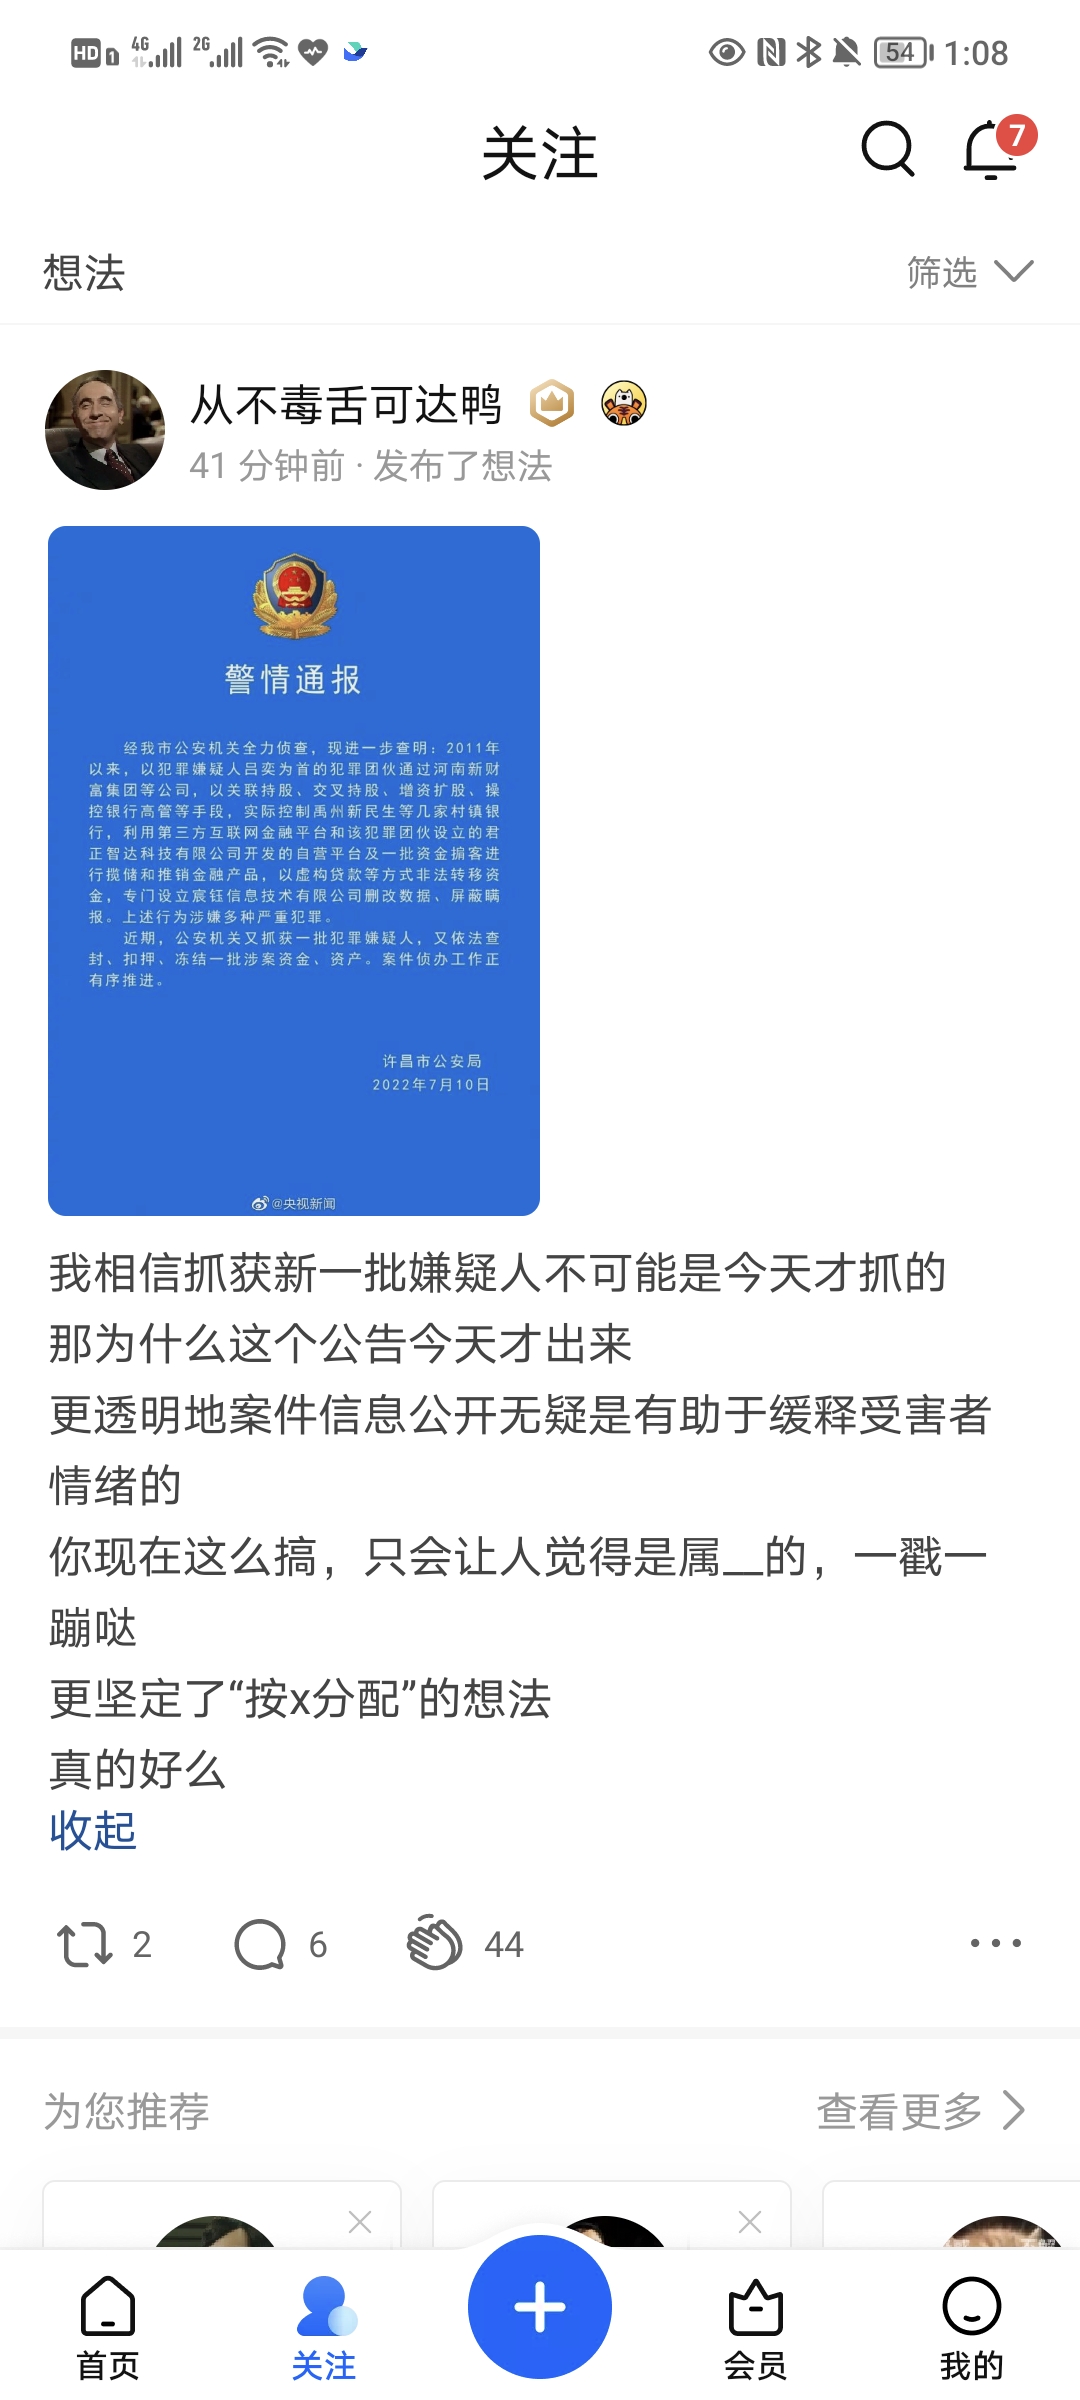 HD 1 4G 2G 54 1:08
关注 7
想法 筛选
从不毒舌可达鸭
41 分钟前 · 发布了想法
警情通报
经我市公安机关全力侦查，现进一步查明：2011年
以来，以犯罪嫌疑人吕奕为首的犯罪团伙通过河南新财
富集团等公司，以关联持股、交叉持股、增资扩股、操
控银行高管等手段，实际控制禹州新民生等几家村镇银
行，利用第三方互联网金融平台和该犯罪团伙设立的君
正智达科技有限公司开发的自营平台及一批资金掮客进
行揽储和推销金融产品，以虚构贷款等方式非法转移资
金，专门设立宸钰信息技术有限公司删改数据、屏蔽瞒
报。上述行为涉嫌多种严重犯罪。
近期，公安机关又抓获一批犯罪嫌疑人，又依法查
封、扣押、冻结一批涉案资金、资产。案件侦办工作正
有序推进。
许昌市公安局
2022年7月10日
@央视新闻
我相信抓获新一批嫌疑人不可能是今天才抓的
那为什么这个公告今天才出来
更透明地案件信息公开无疑是有助于缓释受害者
情绪的
你现在这么搞，只会让人觉得是属__的，一戳一
蹦哒
更坚定了“按x分配”的想法
真的好么
收起
2 6 44
为您推荐 查看更多
首页 关注 会员 我的